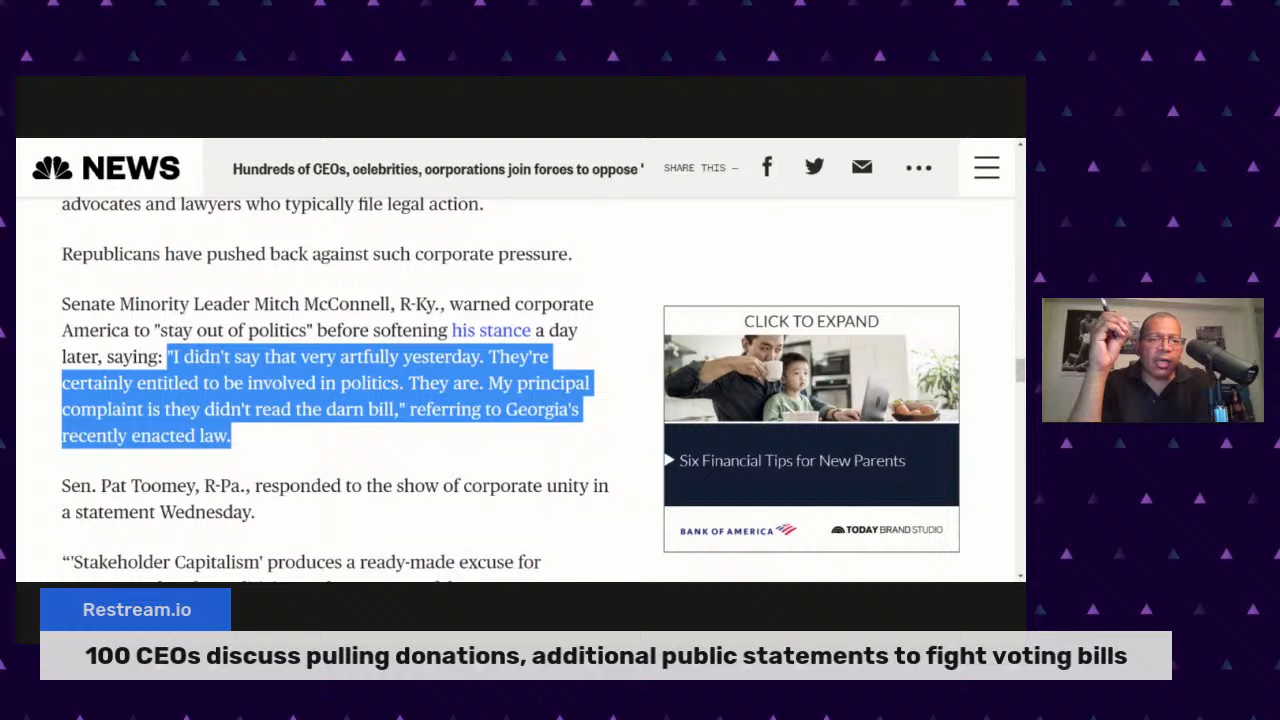 NEWS
Hundreds of CEOs, celebrities, corporations join forces to oppose '
SHARE THIS —
advocates and lawyers who typically file legal action.
Republicans have pushed back against such corporate pressure.
Senate Minority Leader Mitch McConnell, R-Ky., warned corporate
America to "stay out of politics" before softening his stance a day
later, saying: "I didn't say that very artfully yesterday. They're
certainly entitled to be involved in politics. They are. My principal
complaint is they didn't read the darn bill," referring to Georgia's
recently enacted law.
Sen. Pat Toomey, R-Pa., responded to the show of corporate unity in
a statement Wednesday.
“'Stakeholder Capitalism' produces a ready-made excuse for
CLICK TO EXPAND
Six Financial Tips for New Parents
BANK OF AMERICA
TODAY BRAND STUDIO
Restream.io
100 CEOs discuss pulling donations, additional public statements to fight voting bills